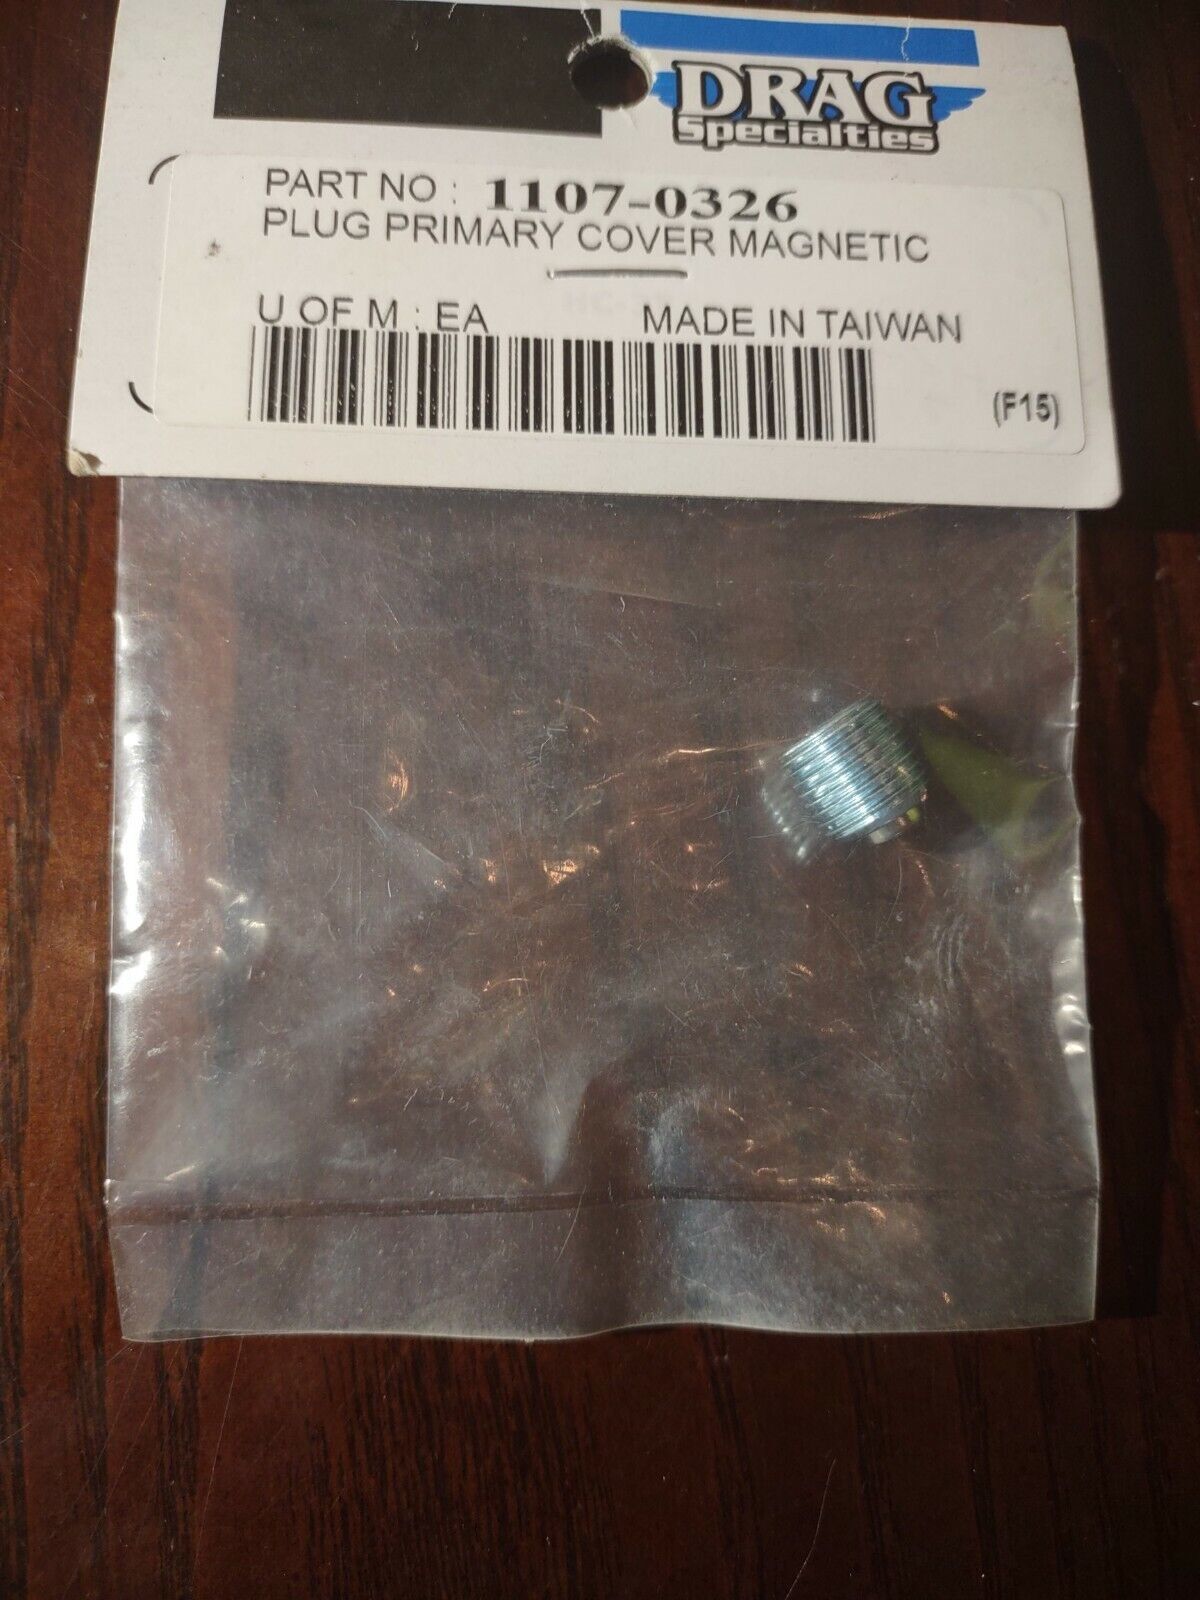 DRAG
Specialties
PART NO : 1107-0326
PLUG PRIMARY COVER MAGNETIC
U OF M : EA MADE IN TAIWAN
(F15)